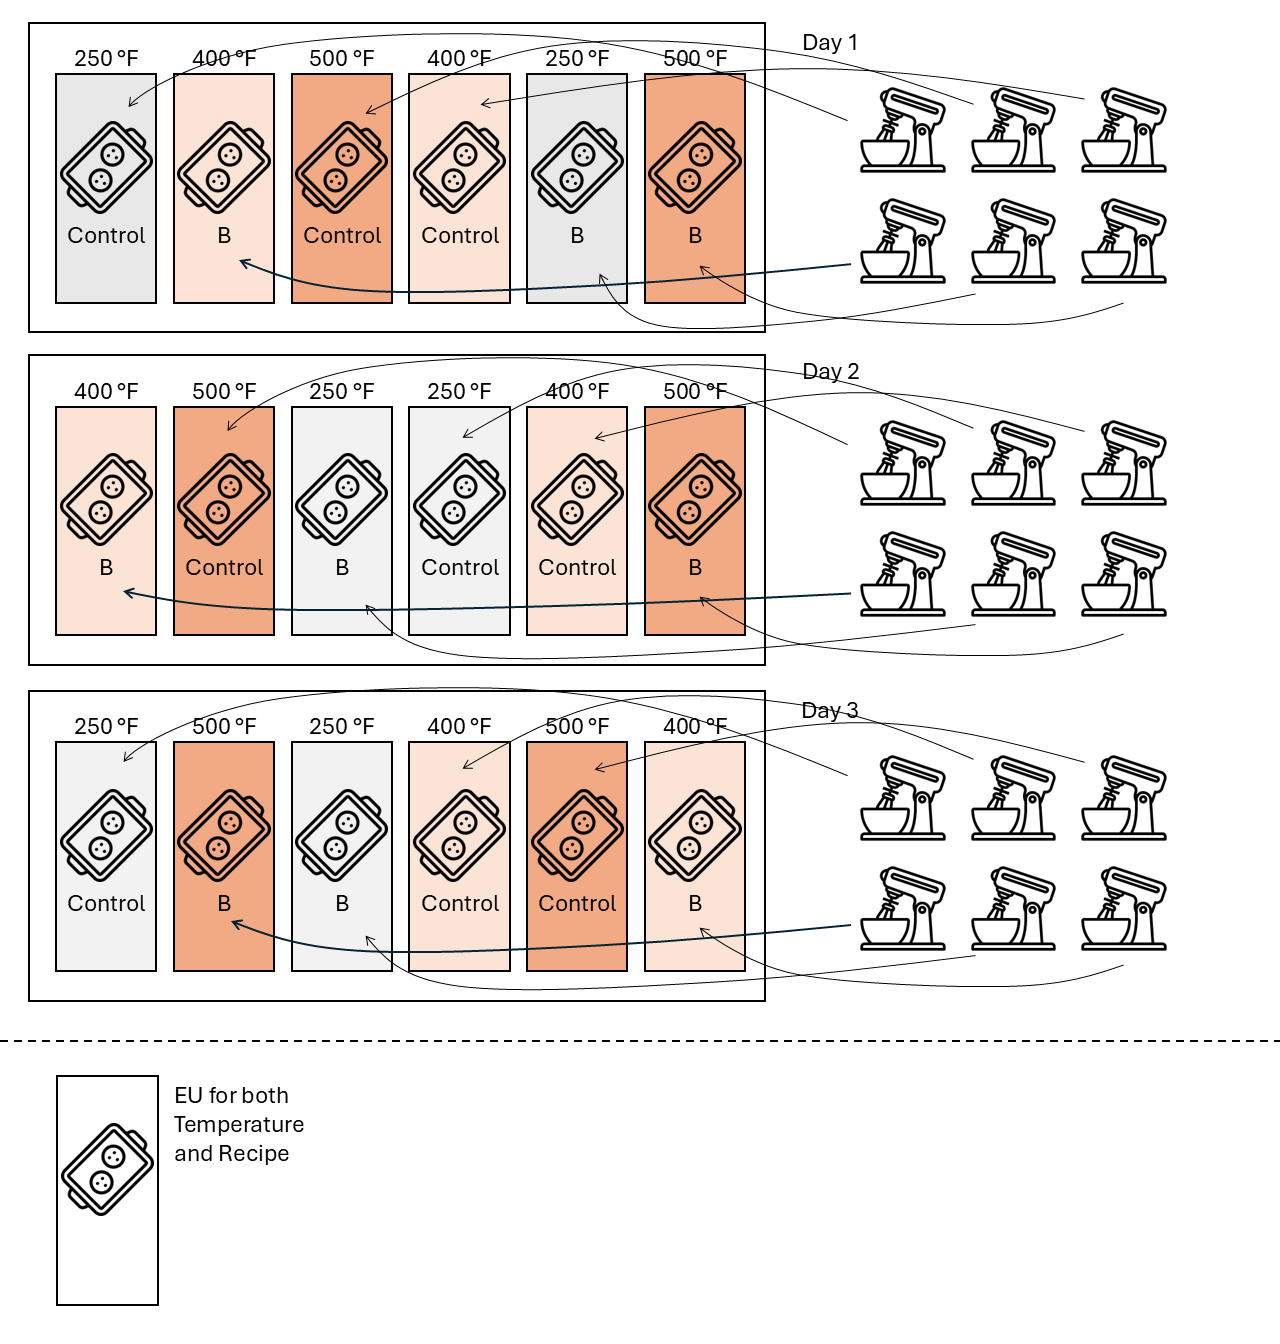 Day 1
250 °F 400 °F 500 °F 400 °F 250 °F 500 °F
Control B Control Control B B
Day 2
400 °F 500 °F 250 °F 250 °F 400 °F 500 °F
B Control B Control Control B
Day 3
250 °F 500 °F 250 °F 400 °F 500 °F 400 °F
Control B B Control Control B
EU for both
Temperature
and Recipe